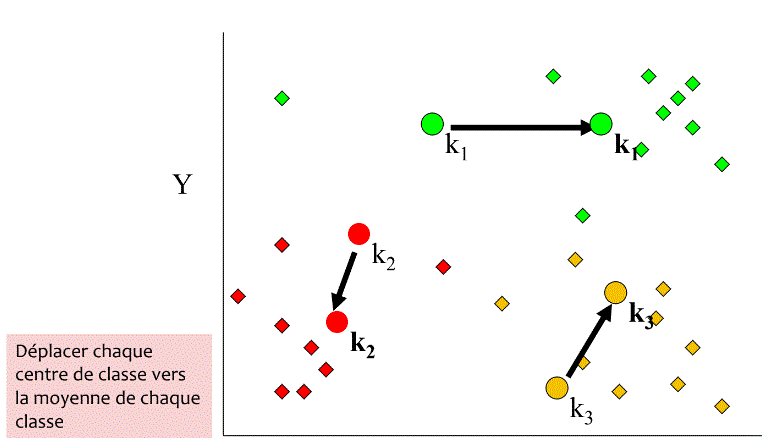 k₁
k₁
Y
k₂
k₂
k₃
k₃
Déplacer chaque
centre de classe vers
la moyenne de chaque
classe